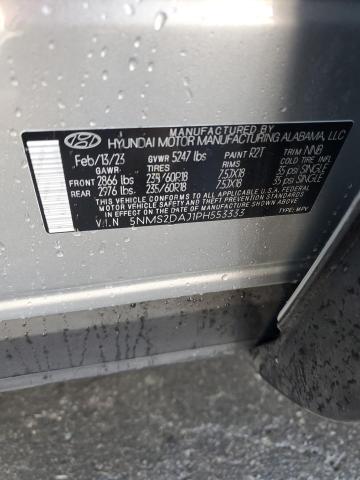 MANUFACTURED BY
HYUNDAI MOTOR MANUFACTURING ALABAMA, LLC
Feb/13/23 GVWR 5247 lbs PAINT R2T TRIM NNB
GAWR TIRES RIMS COLD TIRE INFL
FRONT 2866 lbs 235/60R18 7.5JX18 35 psi SINGLE
REAR 2976 lbs 235/60R18 7.5JX18 35 psi SINGLE
THIS VEHICLE CONFORMS TO ALL APPLICABLE U.S.A. FEDERAL
MOTOR VEHICLE SAFETY, BUMPER, AND THEFT PREVENTION
STANDARDS IN EFFECT ON THE DATE OF
MANUFACTURE SHOWN ABOVE.
V.I.N 5NMS2DAJ1PH553333 TYPE: MPV